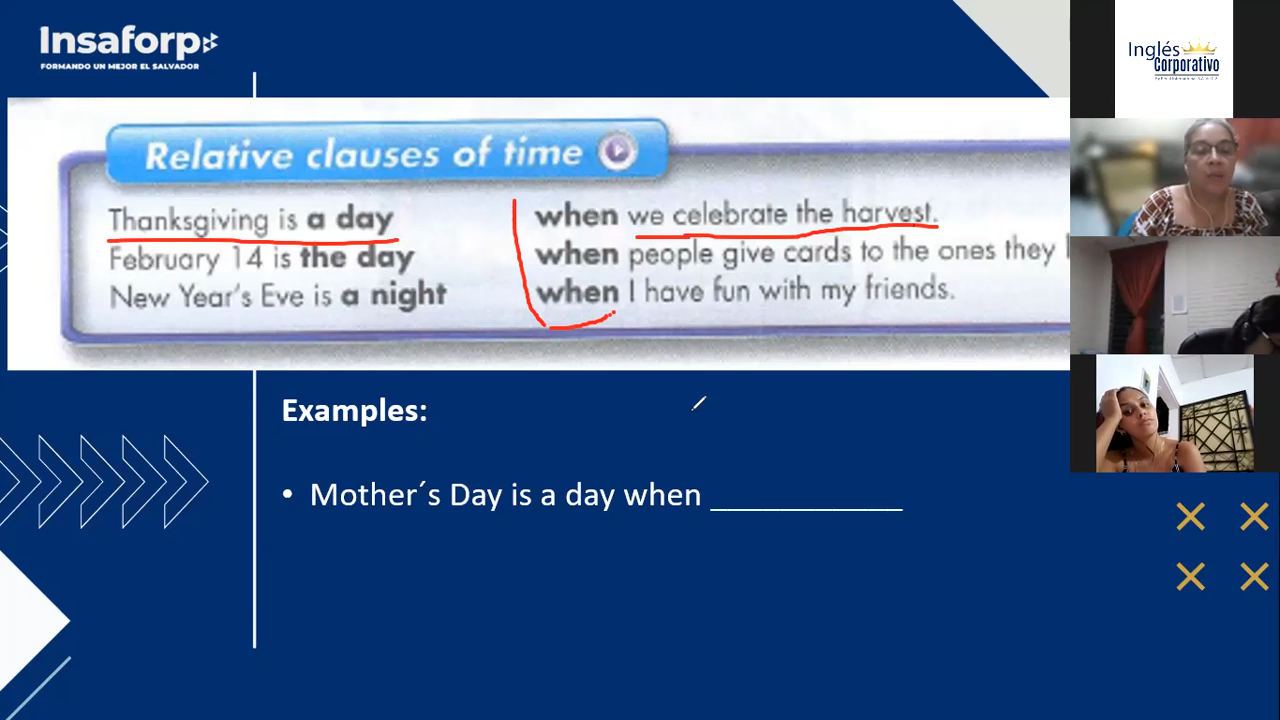 Insaforp
FORMANDO UN MEJOR EL SALVADOR
Inglés
Corporativo
Relative clauses of time
Thanksgiving is a day when we celebrate the harvest.
February 14 is the day when people give cards to the ones they
New Year's Eve is a night when I have fun with my friends.
Examples:
• Mother´s Day is a day when ___________